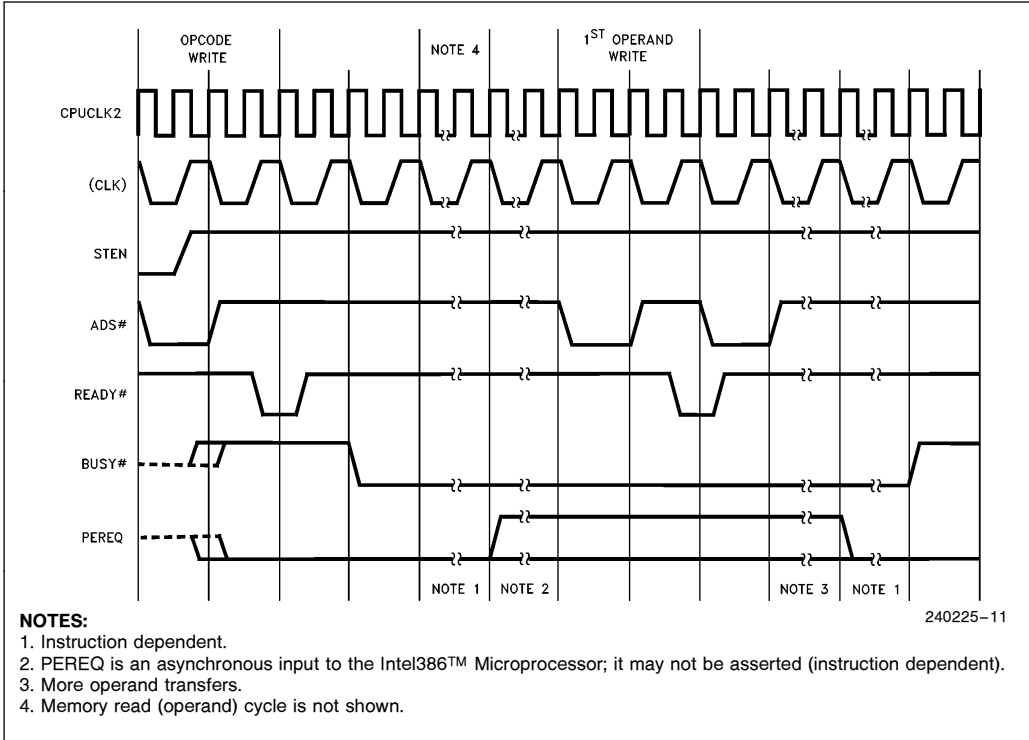 OPCODE
WRITE
NOTE 4
1ST OPERAND
WRITE
CPUCLK2
(CLK)
STEN
ADS#
READY#
BUSY#
PEREQ
NOTE 1
NOTE 2
NOTE 3
NOTE 1
240225–11
NOTES:
1. Instruction dependent.
2. PEREQ is an asynchronous input to the Intel386™ Microprocessor; it may not be asserted (instruction dependent).
3. More operand transfers.
4. Memory read (operand) cycle is not shown.